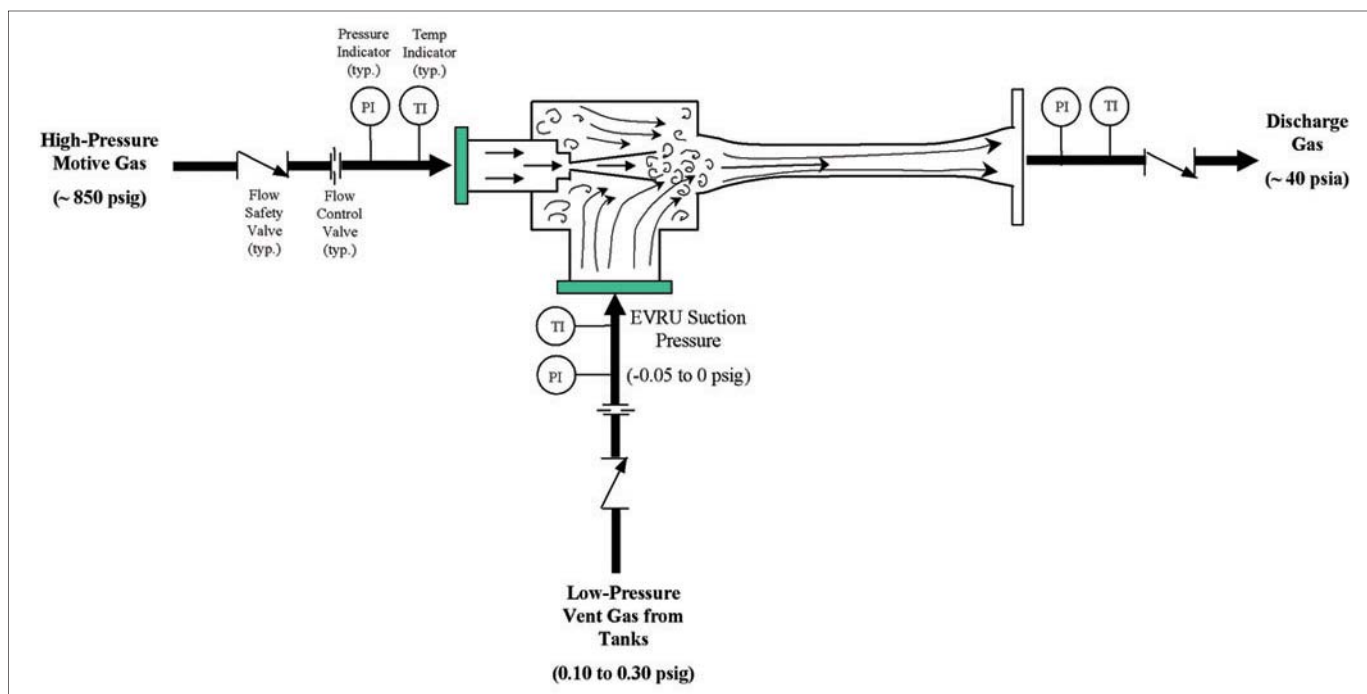 Pressure
Indicator
(typ.)
Temp
Indicator
(typ.)
PI
TI
High-Pressure
Motive Gas
(~ 850 psig)
Flow
Safety
Valve
(typ.)
Flow
Control
Valve
(typ.)
PI
TI
Discharge
Gas
(~ 40 psia)
TI
PI
EVRU Suction
Pressure
(-0.05 to 0 psig)
Low-Pressure
Vent Gas from
Tanks
(0.10 to 0.30 psig)